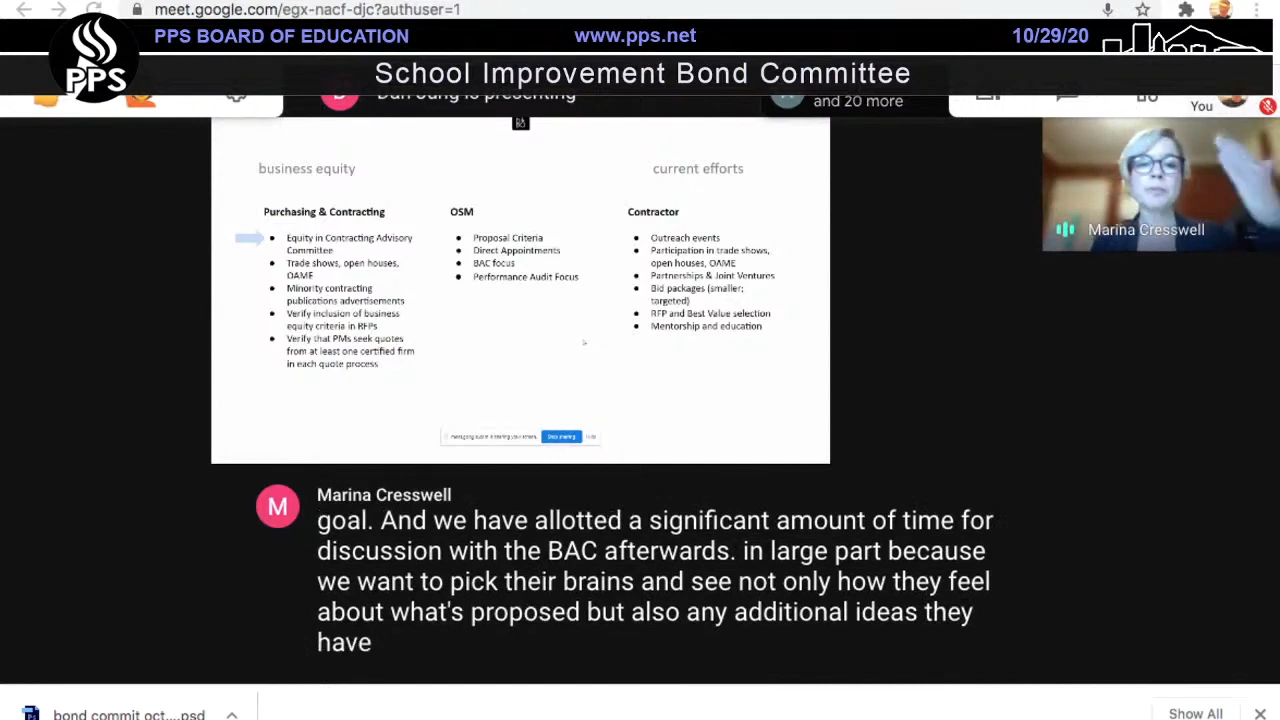 meet.google.com/egx-nacf-djc?authuser=1
PPS BOARD OF EDUCATION
www.pps.net
10/29/20
PPS
School Improvement Bond Committee
Dan Jung is presenting
and 20 more
You
business equity
current efforts
Purchasing & Contracting
Equity in Contracting Advisory
Committee
Trade shows, open houses,
OAME
Minority contracting
publications advertisements
Verify inclusion of business
equity criteria in RFPs
Verify that PMs seek quotes
from at least one certified firm
in each quote process
OSM
Proposal Criteria
Direct Appointments
BAC focus
Performance Audit Focus
Contractor
Outreach events
Participation in trade shows,
open houses, OAME
Partnerships & Joint Ventures
Bid packages (smaller;
targeted)
RFP and Best Value selection
Mentorship and education
Stop sharing
Marina Cresswell
M
Marina Cresswell
goal. And we have allotted a significant amount of time for
discussion with the BAC afterwards. in large part because
we want to pick their brains and see not only how they feel
about what's proposed but also any additional ideas they
have
bond commit oct....psd
Show All